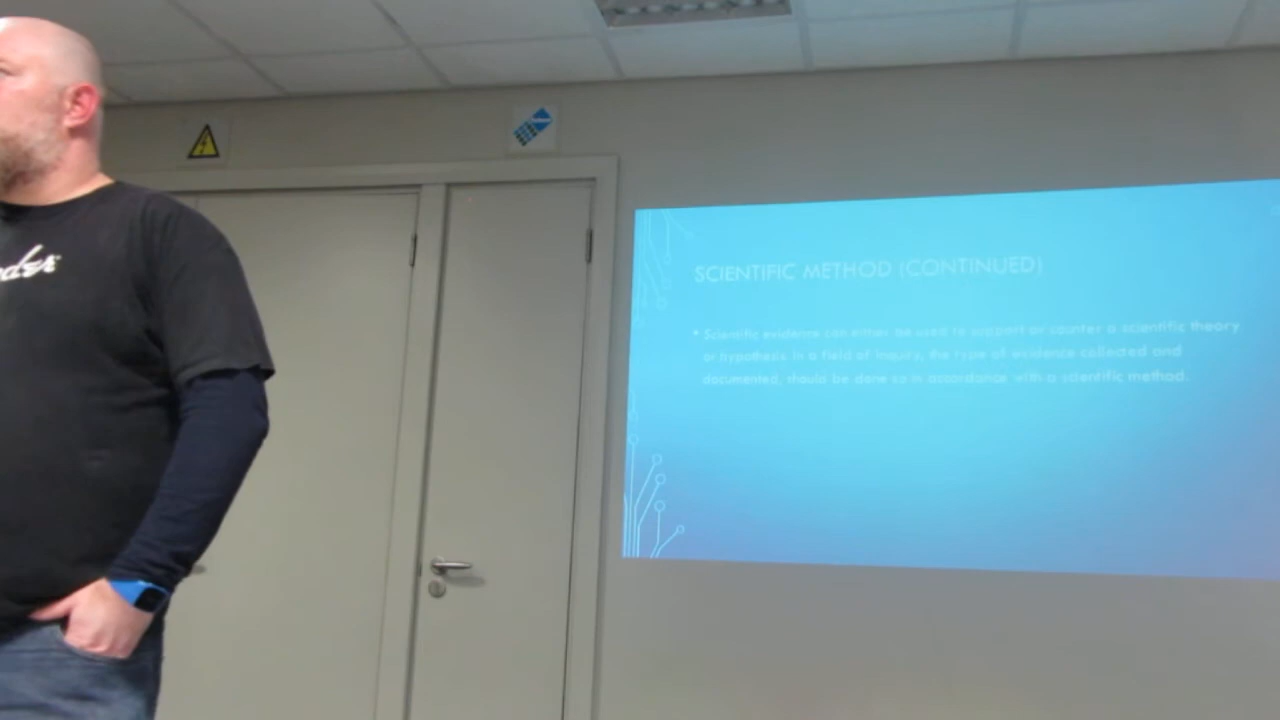 SCIENTIFIC METHOD (CONTINUED)
• Scientific evidence can either be used to support or counter a scientific theory
or hypothesis in a field of inquiry, the type of evidence collected and
documented, should be done so in accordance with a scientific method.